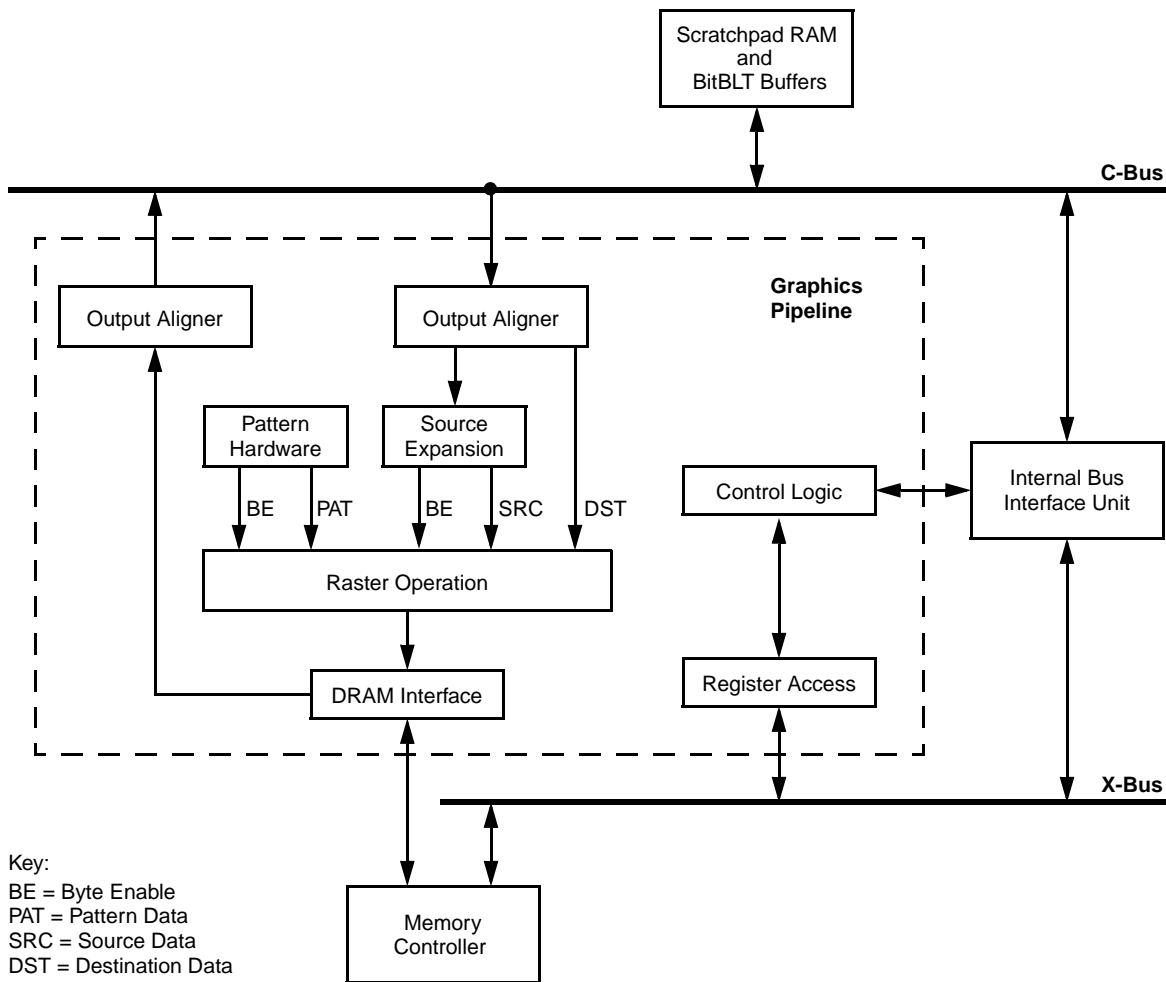 Scratchpad RAM
and
BitBLT Buffers
C-Bus
Graphics
Pipeline
Output Aligner
Output Aligner
Pattern
Hardware
Source
Expansion
Control Logic
Internal Bus
Interface Unit
BE
PAT
BE
SRC
DST
Raster Operation
DRAM Interface
Register Access
X-Bus
Key:
BE = Byte Enable
PAT = Pattern Data
SRC = Source Data
DST = Destination Data
Memory
Controller